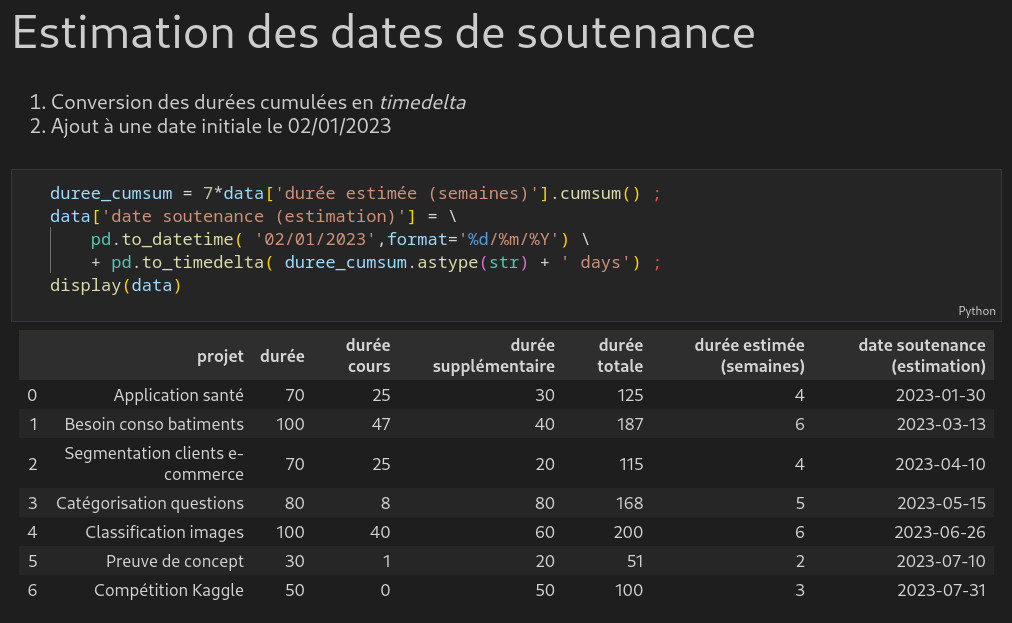 Estimation des dates de soutenance
1. Conversion des durées cumulées en timedelta
2. Ajout à une date initiale le 02/01/2023
duree_cumsum = 7*data['durée estimée (semaines)'].cumsum() ;
data['date soutenance (estimation)'] = \
    pd.to_datetime( '02/01/2023',format='%d/%m/%Y') \
    + pd.to_timedelta( duree_cumsum.astype(str) + ' days') ;
display(data)
Python
projet durée durée cours durée supplémentaire durée totale durée estimée (semaines) date soutenance (estimation)
0 Application santé 70 25 30 125 4 2023-01-30
1 Besoin conso batiments 100 47 40 187 6 2023-03-13
2 Segmentation clients e-commerce 70 25 20 115 4 2023-04-10
3 Catégorisation questions 80 8 80 168 5 2023-05-15
4 Classification images 100 40 60 200 6 2023-06-26
5 Preuve de concept 30 1 20 51 2 2023-07-10
6 Compétition Kaggle 50 0 50 100 3 2023-07-31